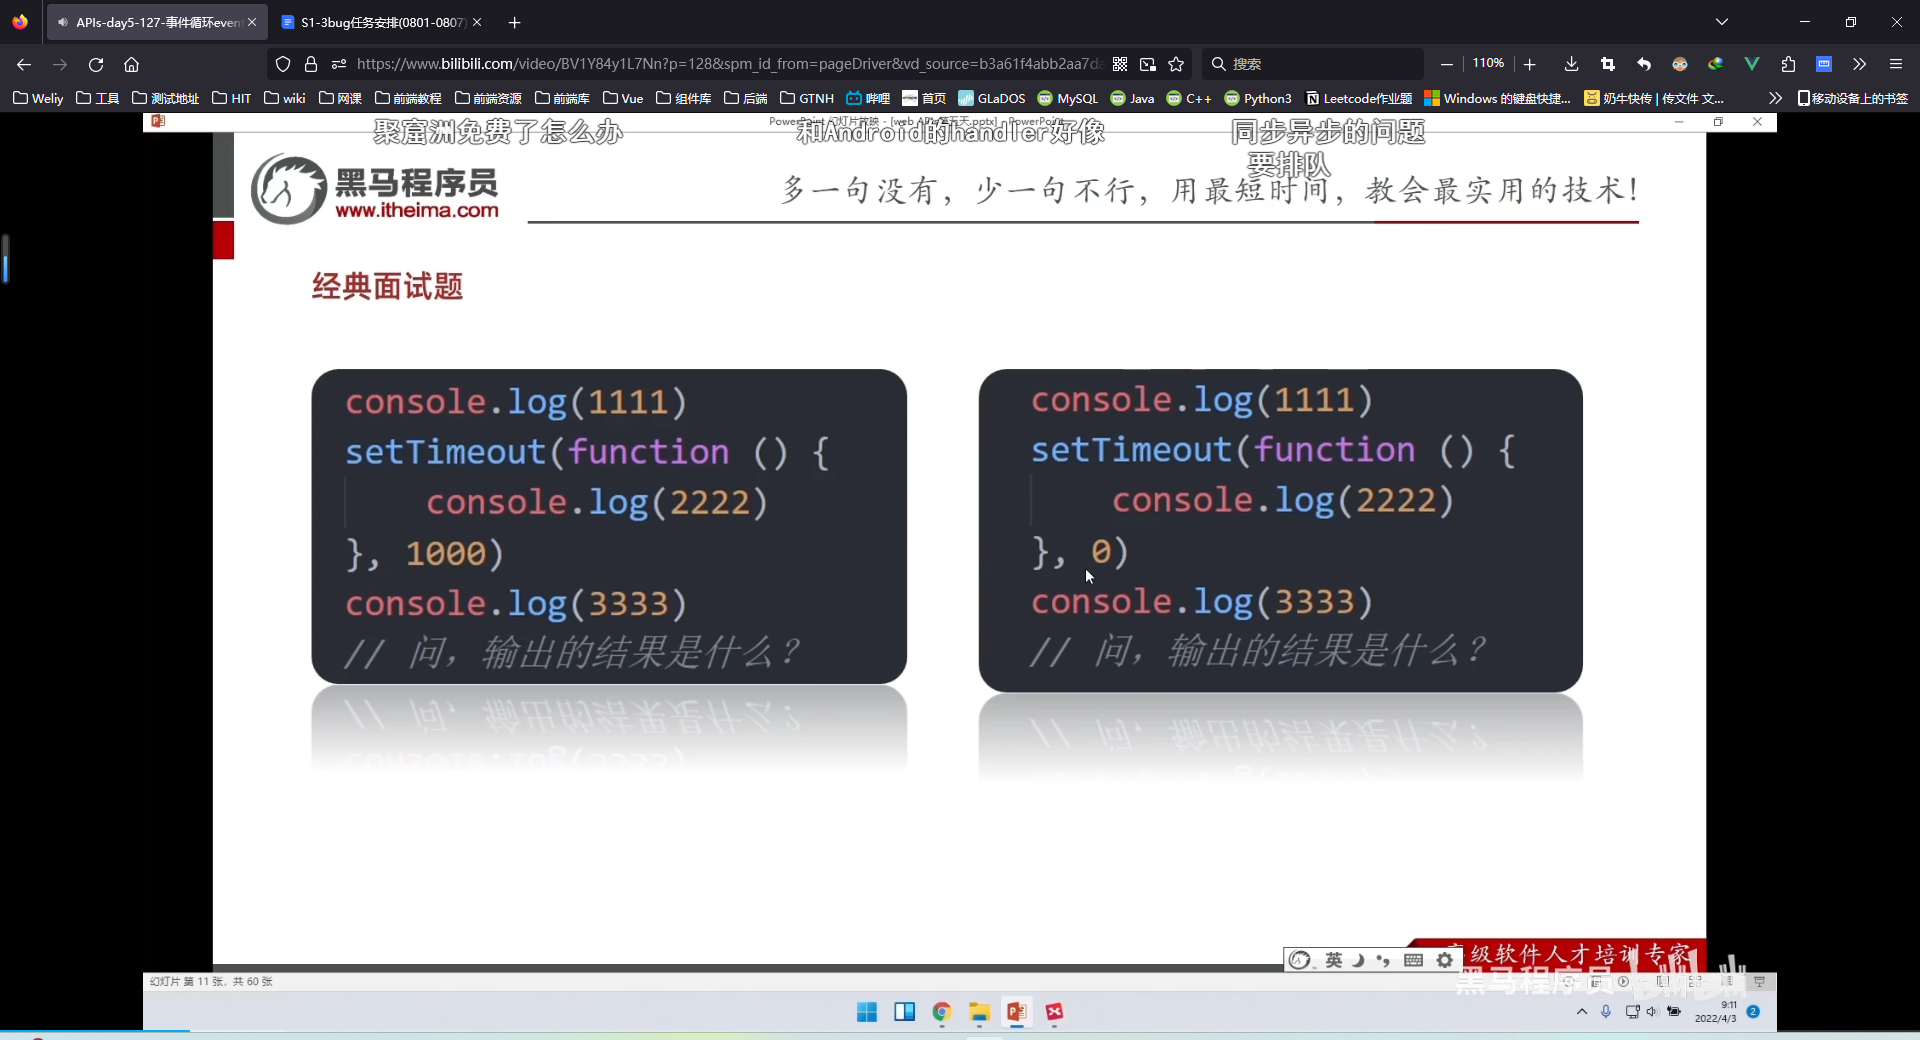 APIs-day5-127-事件循环even
S1-3bug任务安排(0801-0807)
https://www.bilibili.com/video/BV1Y84y1L7Nn?p=128&spm_id_from=pageDriver&vd_source=b3a61f4abb2aa7da
搜索
110%
Weliy 工具 测试地址 HIT wiki 网课 前端教程 前端资源 前端库 Vue 组件库 后端 GTNH 哔哩 首页 GLaDOS MySQL Java C++ Python3 Leetcode作业题 Windows 的键盘快捷... 奶牛快传 | 传文件 文... 移动设备上的书签
聚窟洲免费了怎么办
和Android的handler好像
同步异步的问题
要排队
黑马程序员
www.itheima.com
多一句没有，少一句不行，用最短时间，教会最实用的技术！
经典面试题
console.log(1111)
setTimeout(function () {
console.log(2222)
}, 1000)
console.log(3333)
// 问，输出的结果是什么？
console.log(1111)
setTimeout(function () {
console.log(2222)
}, 0)
console.log(3333)
// 问，输出的结果是什么？
英
级软件人才培训专家
黑马程序员
bilibili
幻灯片 第 11 张，共 60 张
9:11
2022/4/3
2